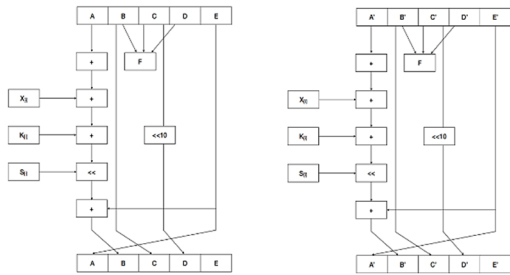 A B C D E
+ F
X[] +
K[] + <<10
S[] <<
+
A B C D E
A' B' C' D' E'
+ F
X[] +
K[] + <<10
S[] <<
+
A' B' C' D' E'